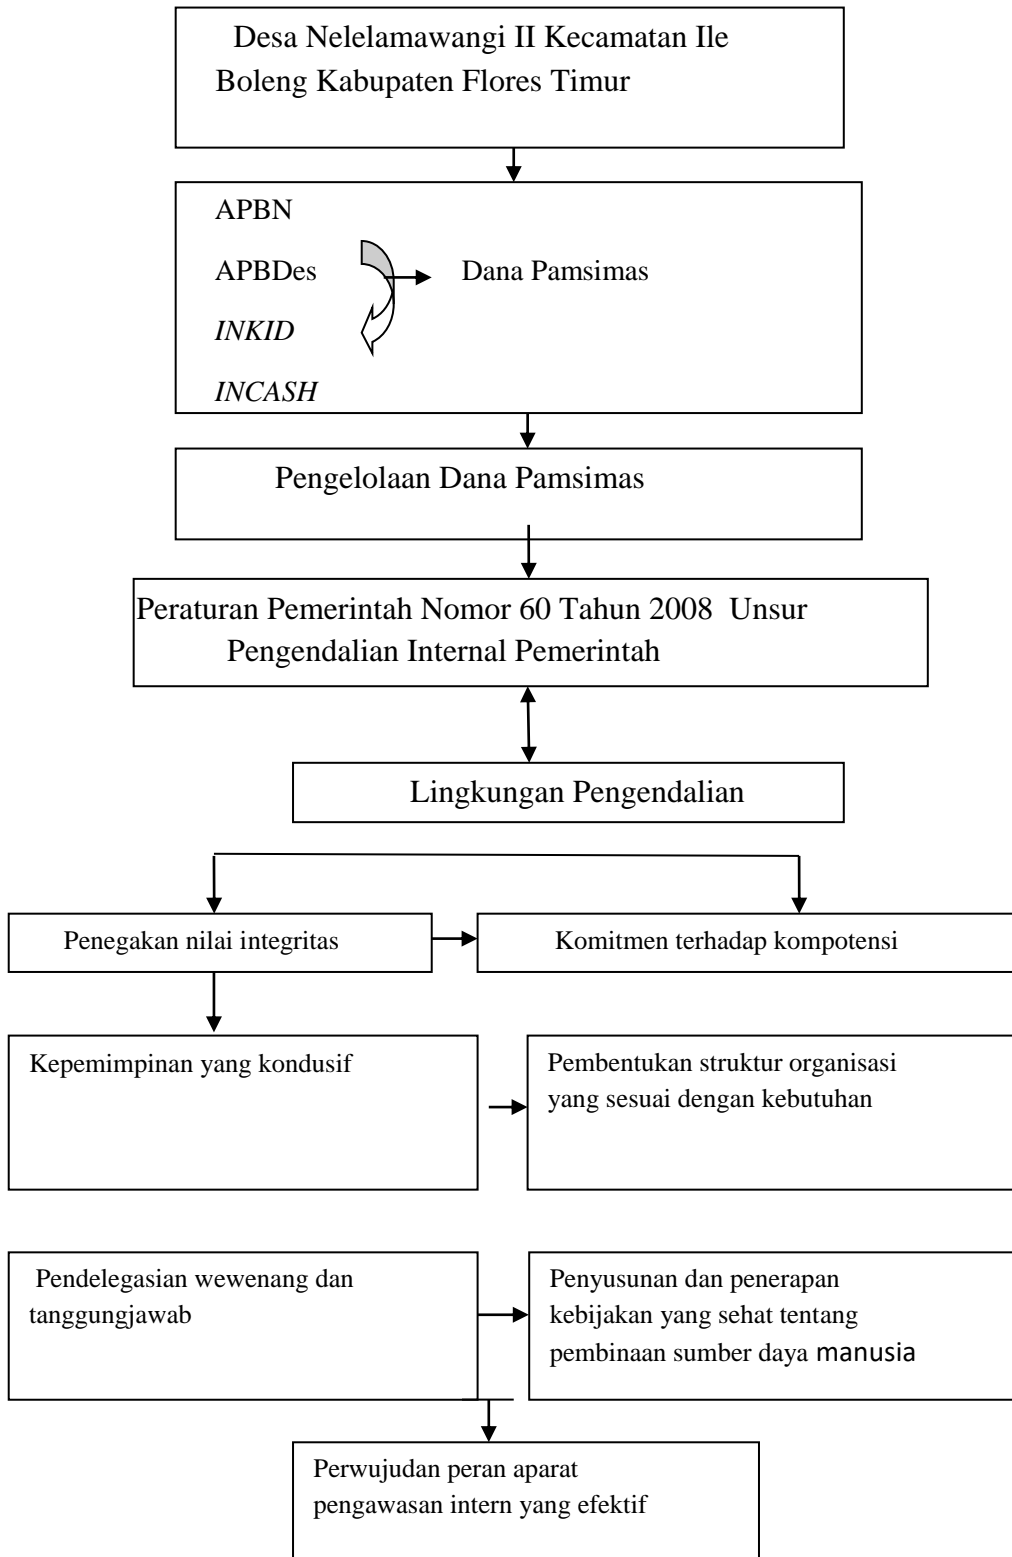 Desa Nelelamawangi II Kecamatan Ile
Boleng Kabupaten Flores Timur
APBN
APBDes
Dana Pamsimas
INKID
INCASH
Pengelolaan Dana Pamsimas
Peraturan Pemerintah Nomor 60 Tahun 2008 Unsur
Pengendalian Internal Pemerintah
Lingkungan Pengendalian
Penegakan nilai integritas
Komitmen terhadap kompotensi
Kepemimpinan yang kondusif
Pembentukan struktur organisasi
yang sesuai dengan kebutuhan
Pendelegasian wewenang dan
tanggungjawab
Penyusunan dan penerapan
kebijakan yang sehat tentang
pembinaan sumber daya manusia
Perwujudan peran aparat
pengawasan intern yang efektif